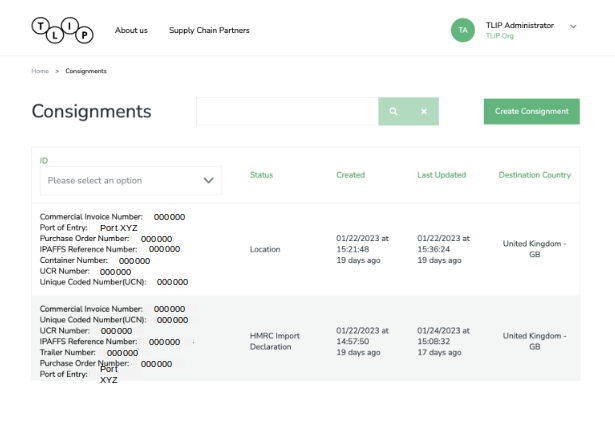 TLIP
About us Supply Chain Partners
TA
TLIP Administrator
TLIP Org
Home > Consignments
Consignments
Create Consignment
ID
Please select an option
Status Created Last Updated Destination Country
Commercial Invoice Number: 000000
Port of Entry: Port XYZ
Purchase Order Number: 000000
IPAFFS Reference Number: 000000
Container Number: 000000
UCR Number: 000000
Unique Coded Number(UCN): 000000
Location
01/22/2023 at
15:21:48
19 days ago
01/22/2023 at
15:36:24
19 days ago
United Kingdom -
GB
Commercial Invoice Number: 000000
Unique Coded Number(UCN): 000000
UCR Number: 000000
IPAFFS Reference Number: 000000
Trailer Number: 000000
Purchase Order Number: 000000
Port of Entry: Port
XYZ
HMRC Import
Declaration
01/22/2023 at
14:57:50
19 days ago
01/24/2023 at
15:08:32
17 days ago
United Kingdom -
GB